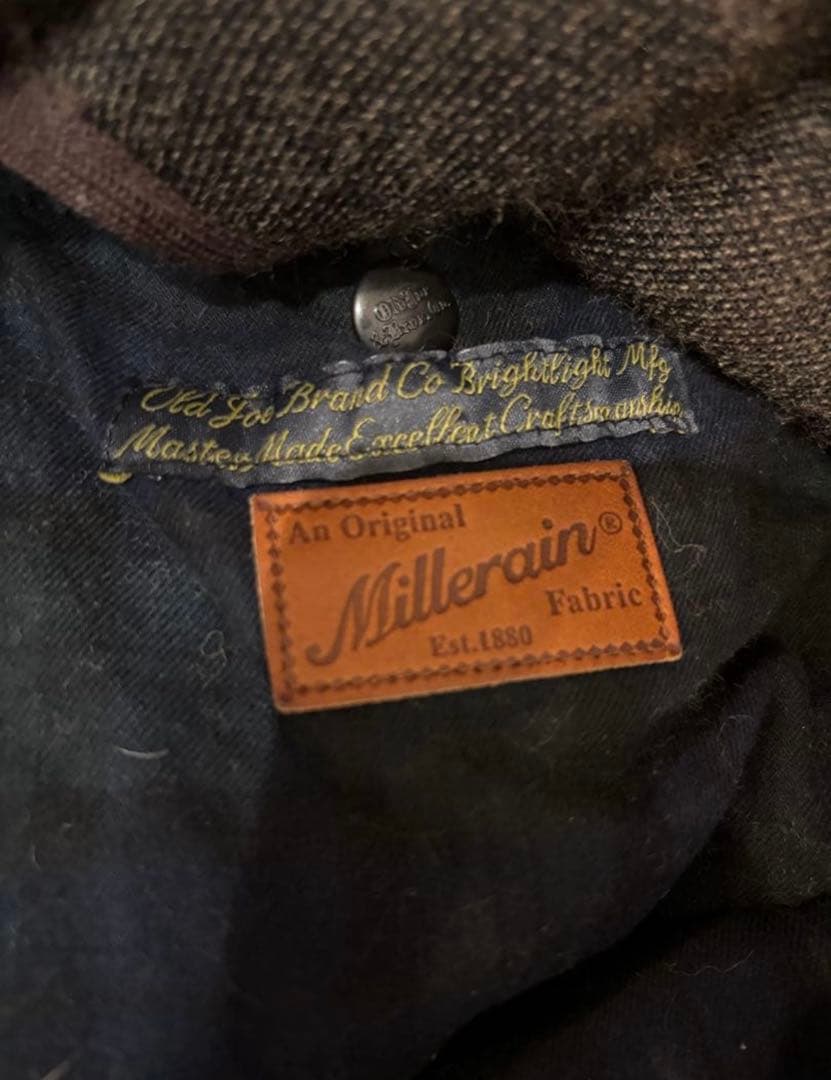 Old Joe Brand Co Brightlight Mfg
Master Made Excellent Craftsmanship
An Original
Millerain®
Fabric
Est.1880